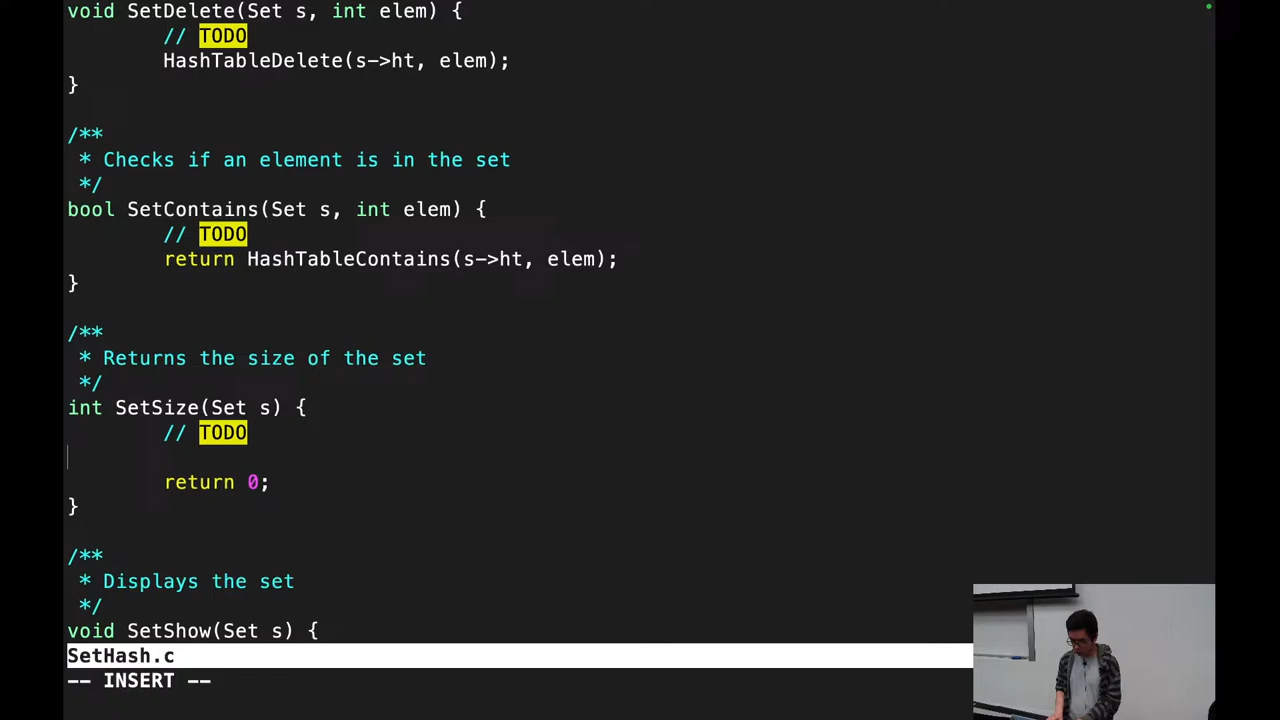 void SetDelete(Set s, int elem) {
// TODO
HashTableDelete(s->ht, elem);
}
/**
* Checks if an element is in the set
*/
bool SetContains(Set s, int elem) {
// TODO
return HashTableContains(s->ht, elem);
}
/**
* Returns the size of the set
*/
int SetSize(Set s) {
// TODO
return 0;
}
/**
* Displays the set
*/
void SetShow(Set s) {
SetHash.c
-- INSERT --